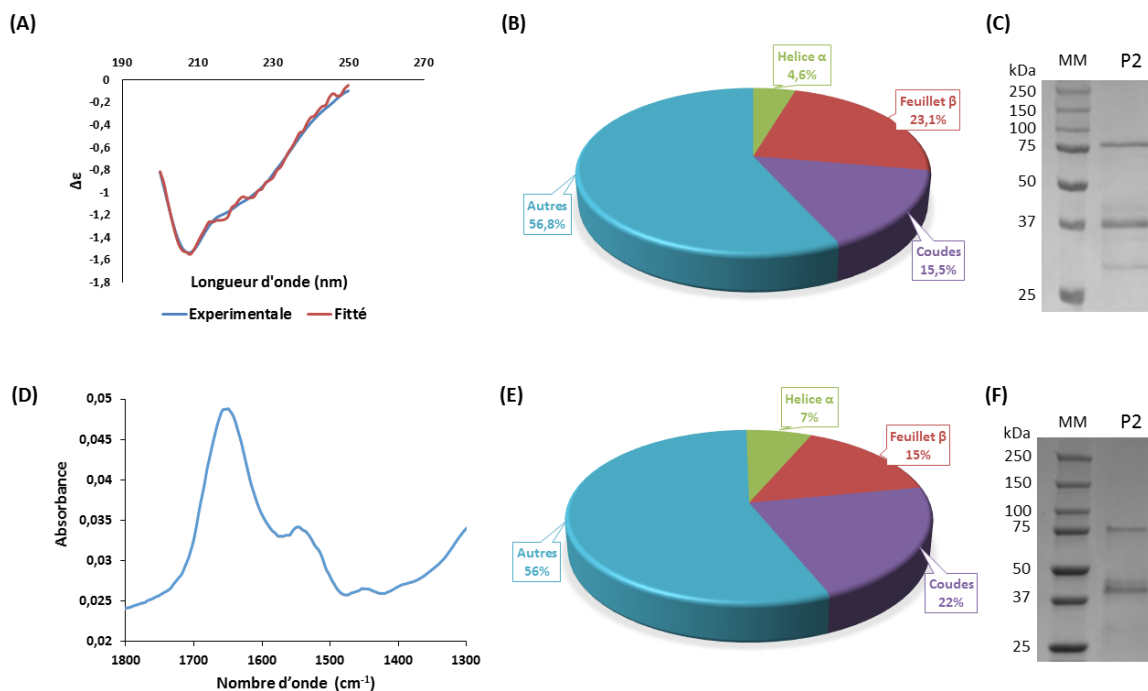 (A)
190 210 230 250 270
0
-0,2
-0,4
-0,6
-0,8
-1
-1,2
-1,4
-1,6
-1,8
Δε
Longueur d'onde (nm)
Experimentale Fitté
(B)
Helice α
4,6%
Feuillet β
23,1%
Coudes
15,5%
Autres
56,8%
(C)
MM P2
kDa
250
150
100
75
50
37
25
(D)
0,05
0,045
0,04
0,035
0,03
0,025
0,02
Absorbance
1800 1700 1600 1500 1400 1300
Nombre d’onde (cm⁻¹)
(E)
Helice α
7%
Feuillet β
15%
Coudes
22%
Autres
56%
(F)
MM P2
kDa
250
150
100
75
50
37
25